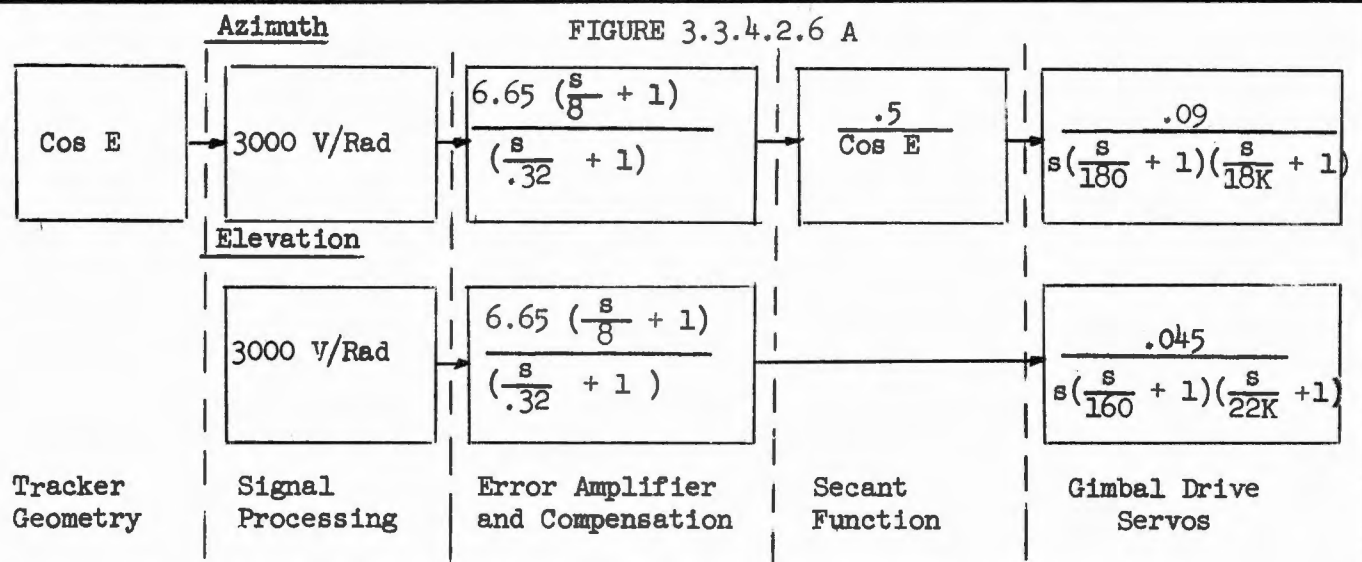 Azimuth
FIGURE 3.3.4.2.6 A
Cos E
3000 V/Rad
6.65 (s/8 + 1)
(s/.32 + 1)
.5
Cos E
.09
s(s/180 + 1)(s/18K + 1)
Elevation
3000 V/Rad
6.65 (s/8 + 1)
(s/.32 + 1 )
.045
s(s/160 + 1)(s/22K +1)
Tracker
Geometry
Signal
Processing
Error Amplifier
and Compensation
Secant
Function
Gimbal Drive
Servos